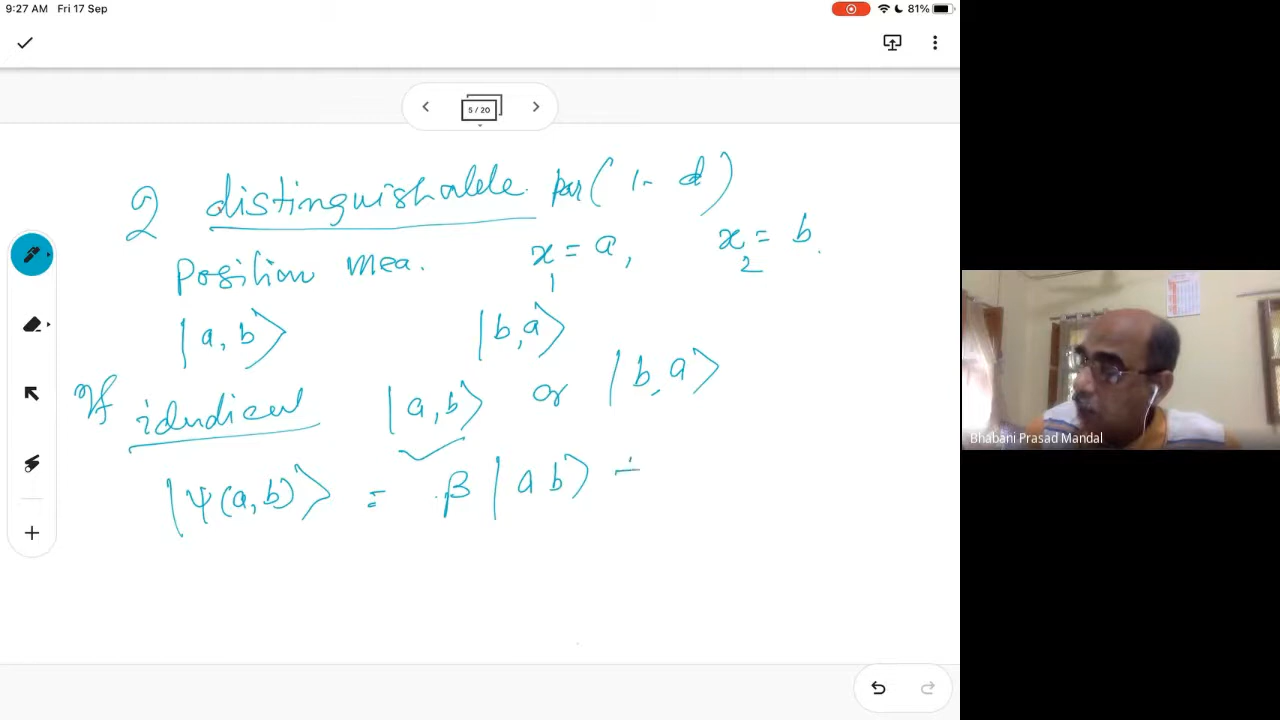 9:27 AM Fri 17 Sep
81%
5 / 20
2 distinguishable par ( 1- d )
Position mea. x₁ = a, x₂ = b.
|a, b⟩ |b, a⟩
If identical |a, b⟩ or |b, a⟩
|Ψ(a, b)⟩ = β |a b⟩ +
Bhabani Prasad Mandal